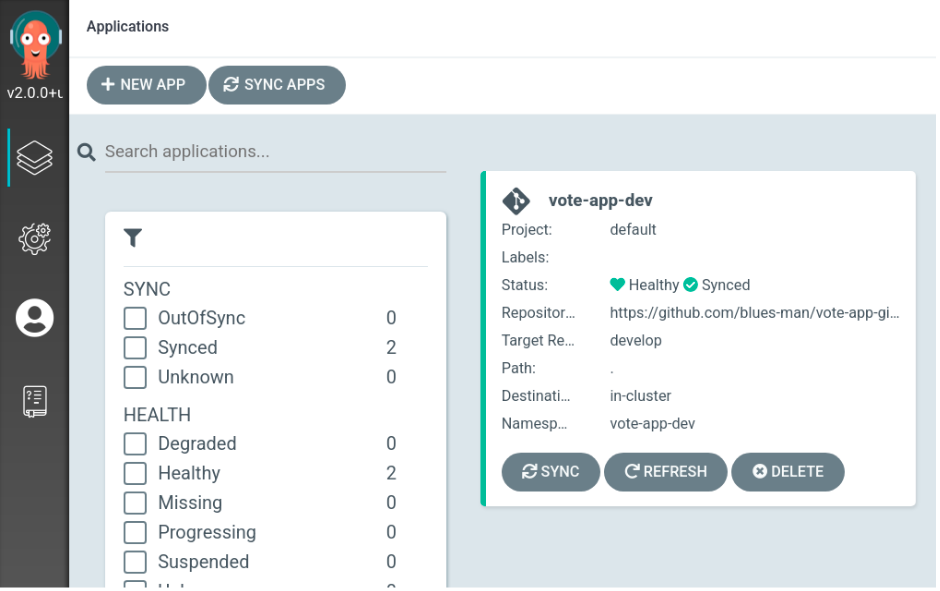 Applications
v2.0.0+
NEW APP
SYNC APPS
Search applications...
SYNC
OutOfSync 0
Synced 2
Unknown 0
HEALTH
Degraded 0
Healthy 2
Missing 0
Progressing 0
Suspended 0
vote-app-dev
Project: default
Labels:
Status: Healthy Synced
Repositor... https://github.com/blues-man/vote-app-gi...
Target Re... develop
Path: .
Destinati... in-cluster
Namesp... vote-app-dev
SYNC REFRESH DELETE